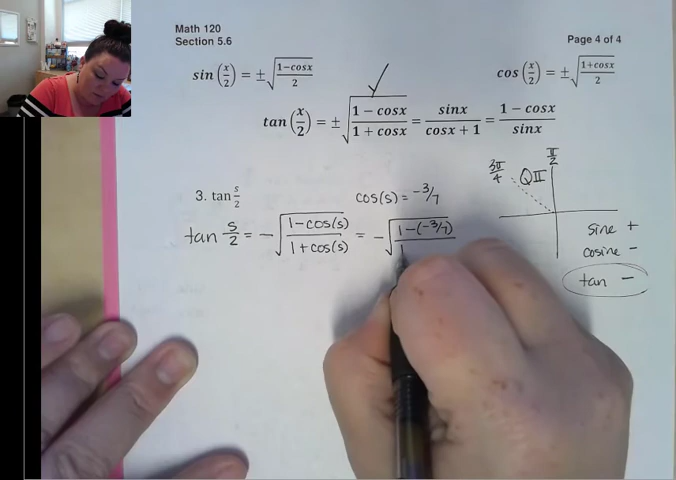 Math 120
Section 5.6
Page 4 of 4
sin (x/2) = ±√((1−cosx)/2)
cos (x/2) = ±√((1+cosx)/2)
✓
tan (x/2) = ±√((1 − cosx)/(1 + cosx)) = sinx/(cosx + 1) = (1 − cosx)/sinx
3. tan s/2
cos(s) = −3/7
tan s/2 = −√((1−cos(s))/(1+cos(s))) = −√((1−(−3/7))/(1
π/2
3π/4
QII
sine +
cosine −
tan −